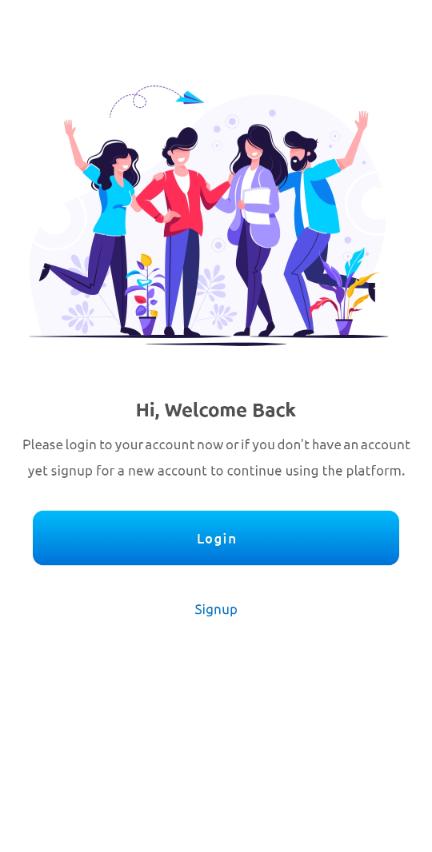 Hi, Welcome Back
Please login to your account now or if you don't have an account
yet signup for a new account to continue using the platform.
Login
Signup